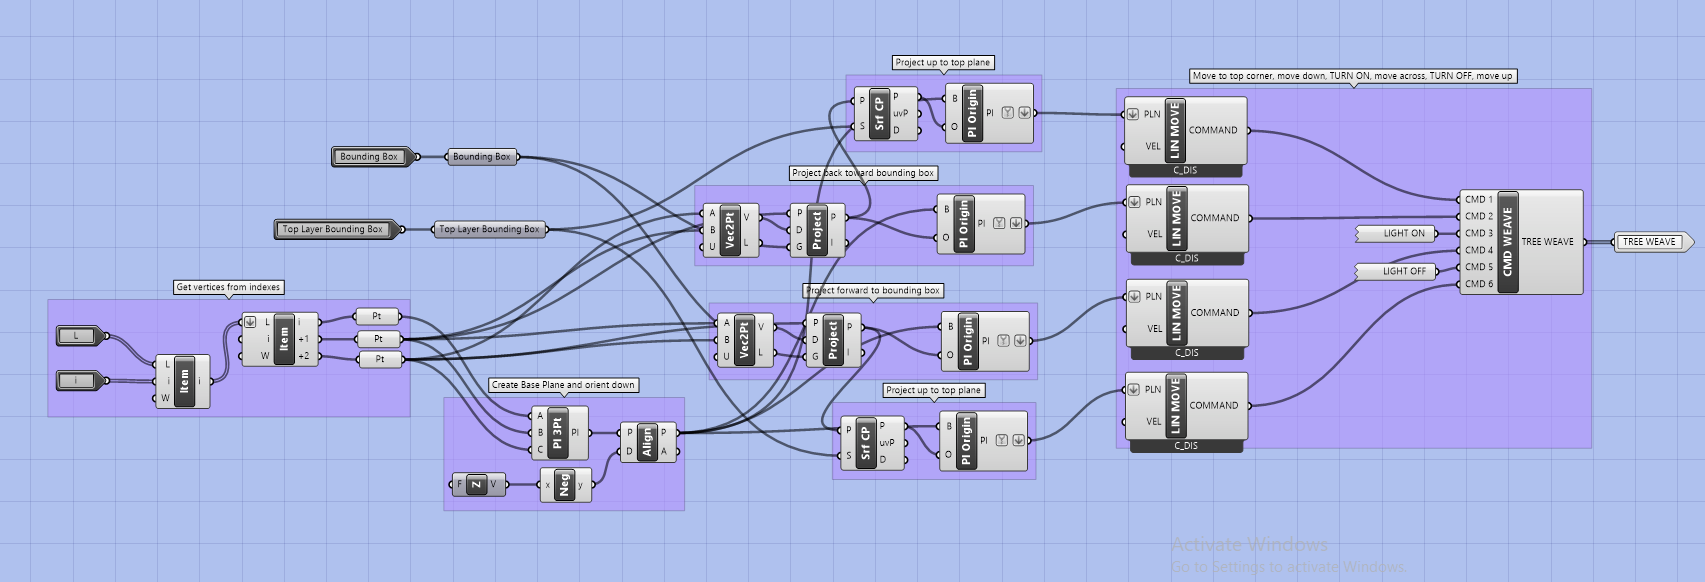 Project up to top plane
P
S
Srf CP
P
uvP
D
B
O
Pl Origin
Pl
Move to top corner, move down, TURN ON, move across, TURN OFF, move up
PLN
VEL
LIN MOVE
COMMAND
C_DIS
Bounding Box
Bounding Box
Project back toward bounding box
A
B
U
Vec2Pt
V
L
P
D
G
Project
P
I
B
O
Pl Origin
Pl
PLN
VEL
LIN MOVE
COMMAND
C_DIS
Top Layer Bounding Box
Top Layer Bounding Box
CMD 1
CMD 2
CMD 3
CMD 4
CMD 5
CMD 6
CMD WEAVE
TREE WEAVE
TREE WEAVE
LIGHT ON
LIGHT OFF
Get vertices from indexes
L
i
L
i
W
Item
i
L
i
W
Item
i
+1
+2
Pt
Pt
Pt
Project forward to bounding box
A
B
U
Vec2Pt
V
L
P
D
G
Project
P
I
B
O
Pl Origin
Pl
PLN
VEL
LIN MOVE
COMMAND
C_DIS
Create Base Plane and orient down
A
B
C
Pl 3Pt
Pl
P
D
Align
P
A
F
Z
V
x
Neg
y
Project up to top plane
P
S
Srf CP
P
uvP
D
B
O
Pl Origin
Pl
PLN
VEL
LIN MOVE
COMMAND
C_DIS
Activate Windows
Go to Settings to activate Windows.